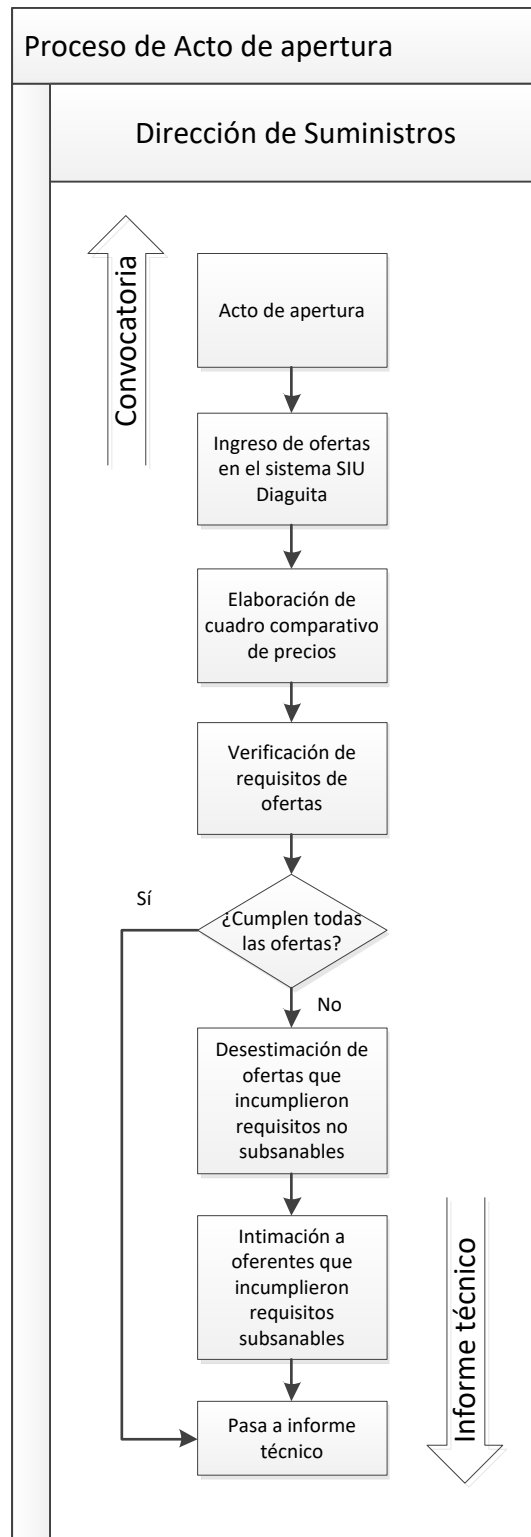 Proceso de Acto de apertura
Dirección de Suministros
Convocatoria
Acto de apertura
Ingreso de ofertas
en el sistema SIU
Diaguita
Elaboración de
cuadro comparativo
de precios
Verificación de
requisitos de
ofertas
Sí
¿Cumplen todas
las ofertas?
No
Desestimación de
ofertas que
incumplieron
requisitos no
subsanables
Intimación a
oferentes que
incumplieron
requisitos
subsanables
Informe técnico
Pasa a informe
técnico